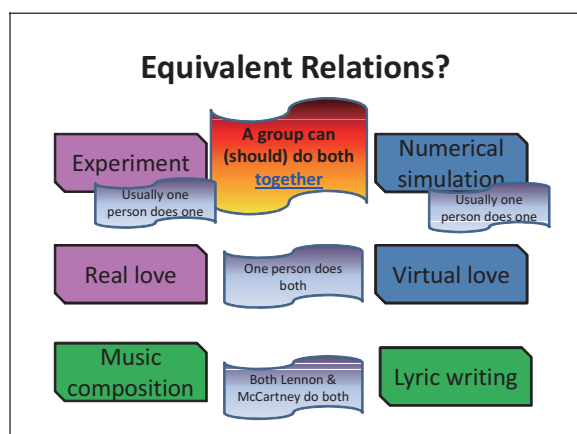 Equivalent Relations?
Experiment
Usually one
person does one
A group can
(should) do both
together
Numerical
simulation
Usually one
person does one
Real love
One person does
both
Virtual love
Music
composition
Both Lennon &
McCartney do both
Lyric writing